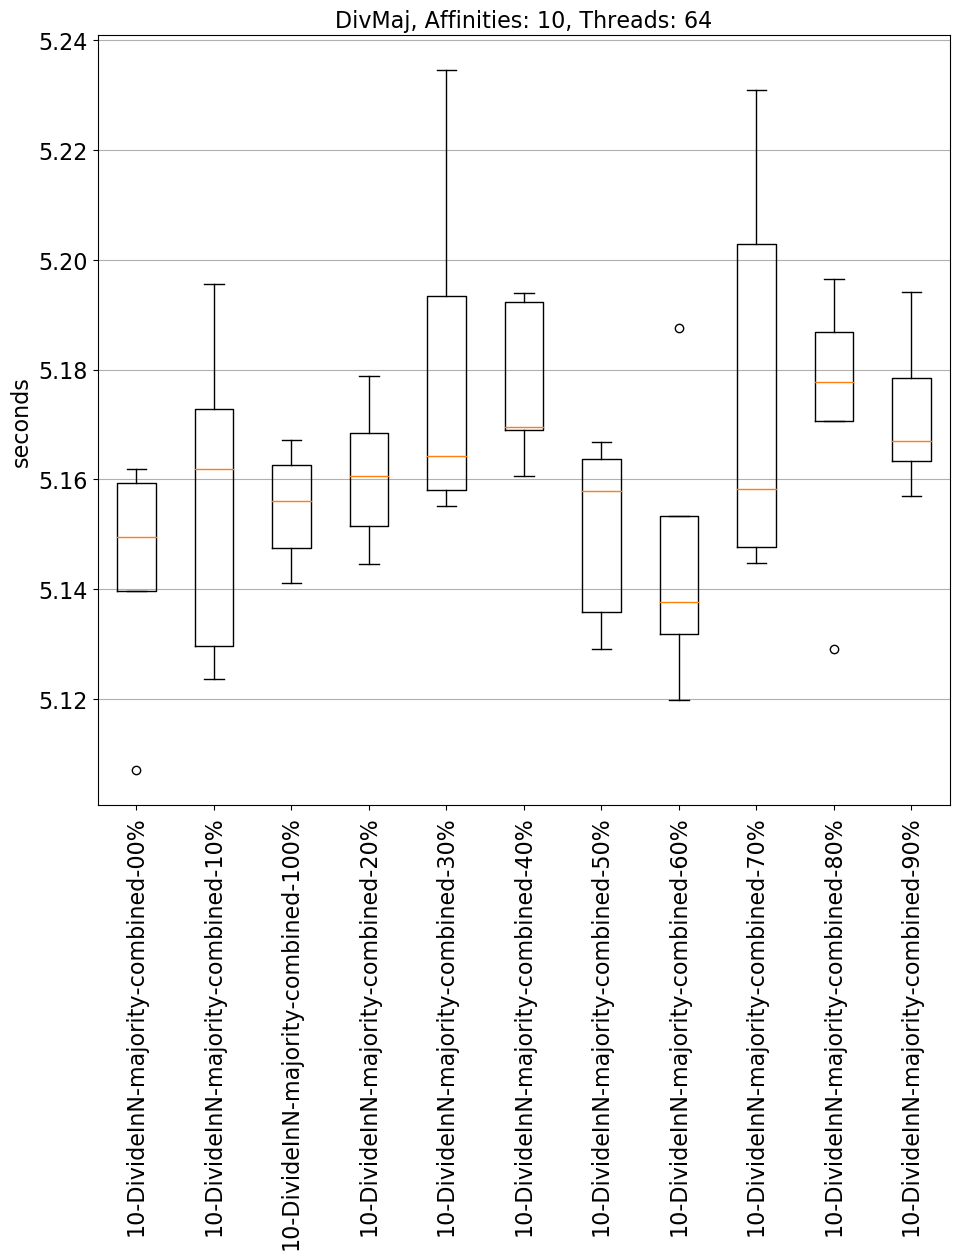 DivMaj, Affinities: 10, Threads: 64
5.24
5.22
5.20
5.18
5.16
5.14
5.12
seconds
10-DivideInN-majority-combined-00%
10-DivideInN-majority-combined-10%
10-DivideInN-majority-combined-100%
10-DivideInN-majority-combined-20%
10-DivideInN-majority-combined-30%
10-DivideInN-majority-combined-40%
10-DivideInN-majority-combined-50%
10-DivideInN-majority-combined-60%
10-DivideInN-majority-combined-70%
10-DivideInN-majority-combined-80%
10-DivideInN-majority-combined-90%